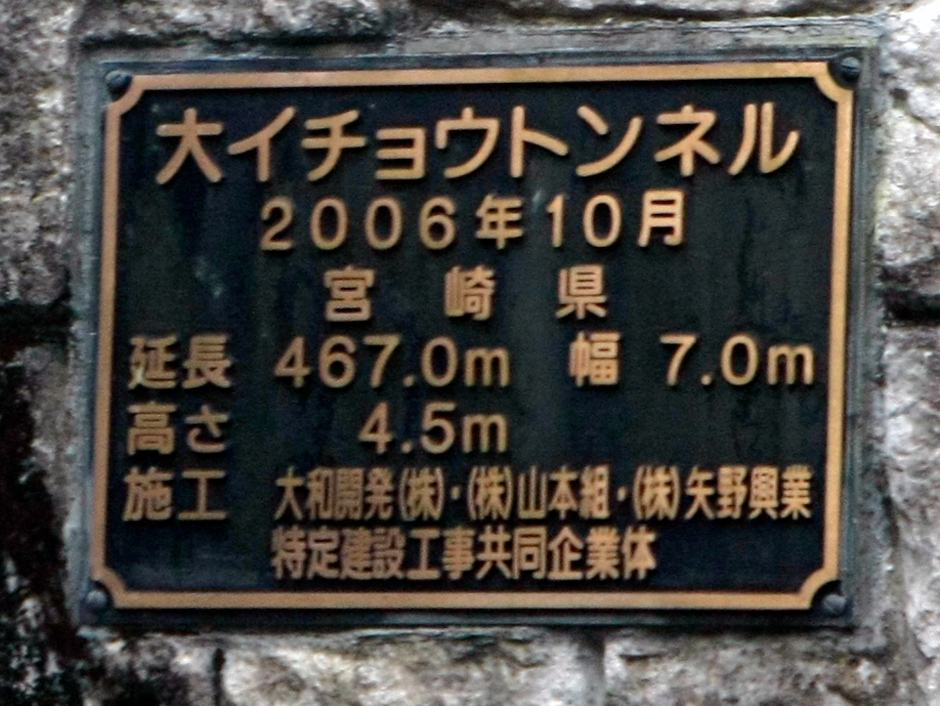 大イチョウトンネル
2006年10月
宮崎県
延長 467.0m 幅 7.0m
高さ 4.5m
施工 大和開発(株)・(株)山本組・(株)矢野興業
特定建設工事共同企業体